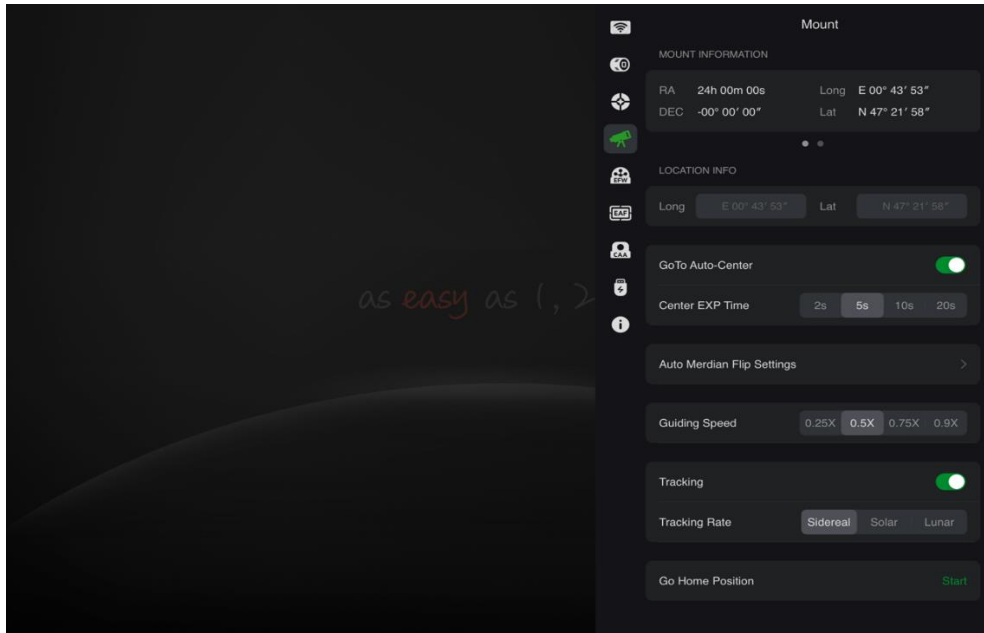 Mount
MOUNT INFORMATION
RA 24h 00m 00s Long E 00° 43′ 53″
DEC -00° 00′ 00″ Lat N 47° 21′ 58″
EFW
LOCATION INFO
EAF
Long E 00° 43′ 53″ Lat N 47° 21′ 58″
CAA
GoTo Auto-Center
as easy as 1, 2
Center EXP Time 2s 5s 10s 20s
Auto Merdian Flip Settings
Guiding Speed 0.25X 0.5X 0.75X 0.9X
Tracking
Tracking Rate Sidereal Solar Lunar
Go Home Position Start